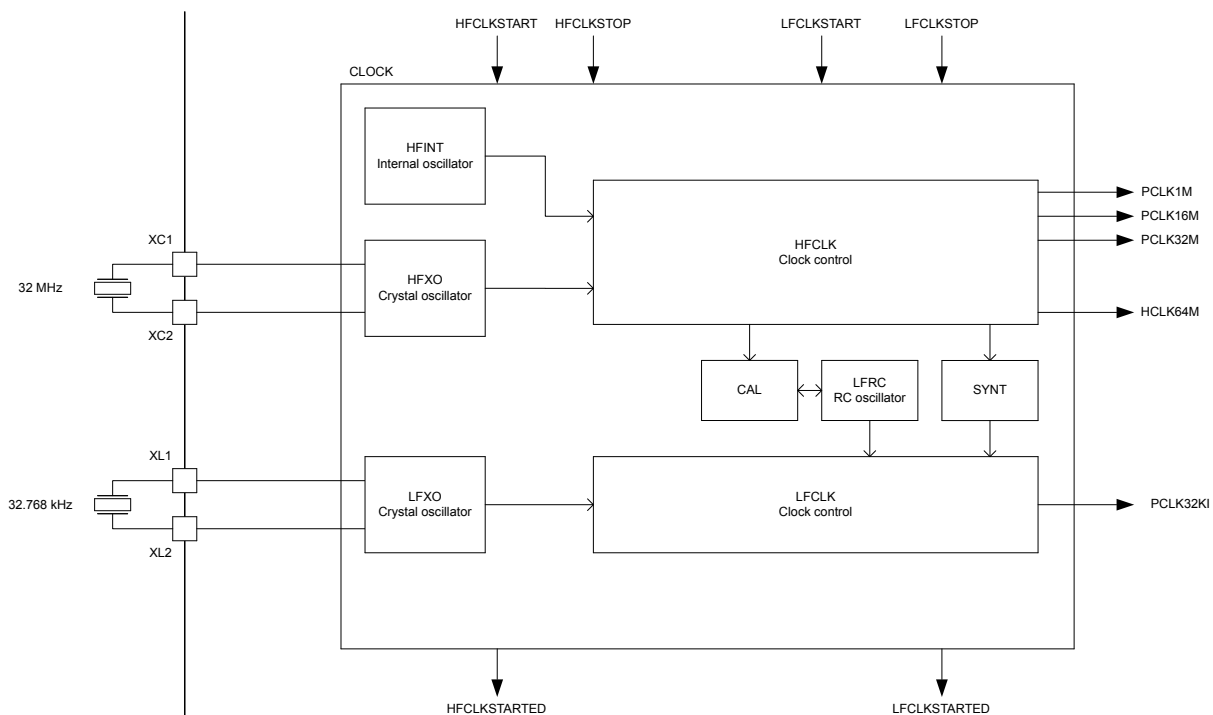 HFCLKSTART
HFCLKSTOP
LFCLKSTART
LFCLKSTOP
CLOCK
HFINT
Internal oscillator
PCLK1M
PCLK16M
PCLK32M
HFCLK
Clock control
XC1
HFXO
Crystal oscillator
32 MHz
XC2
HCLK64M
CAL
LFRC
RC oscillator
SYNT
XL1
LFXO
Crystal oscillator
LFCLK
Clock control
32.768 kHz
PCLK32KI
XL2
HFCLKSTARTED
LFCLKSTARTED